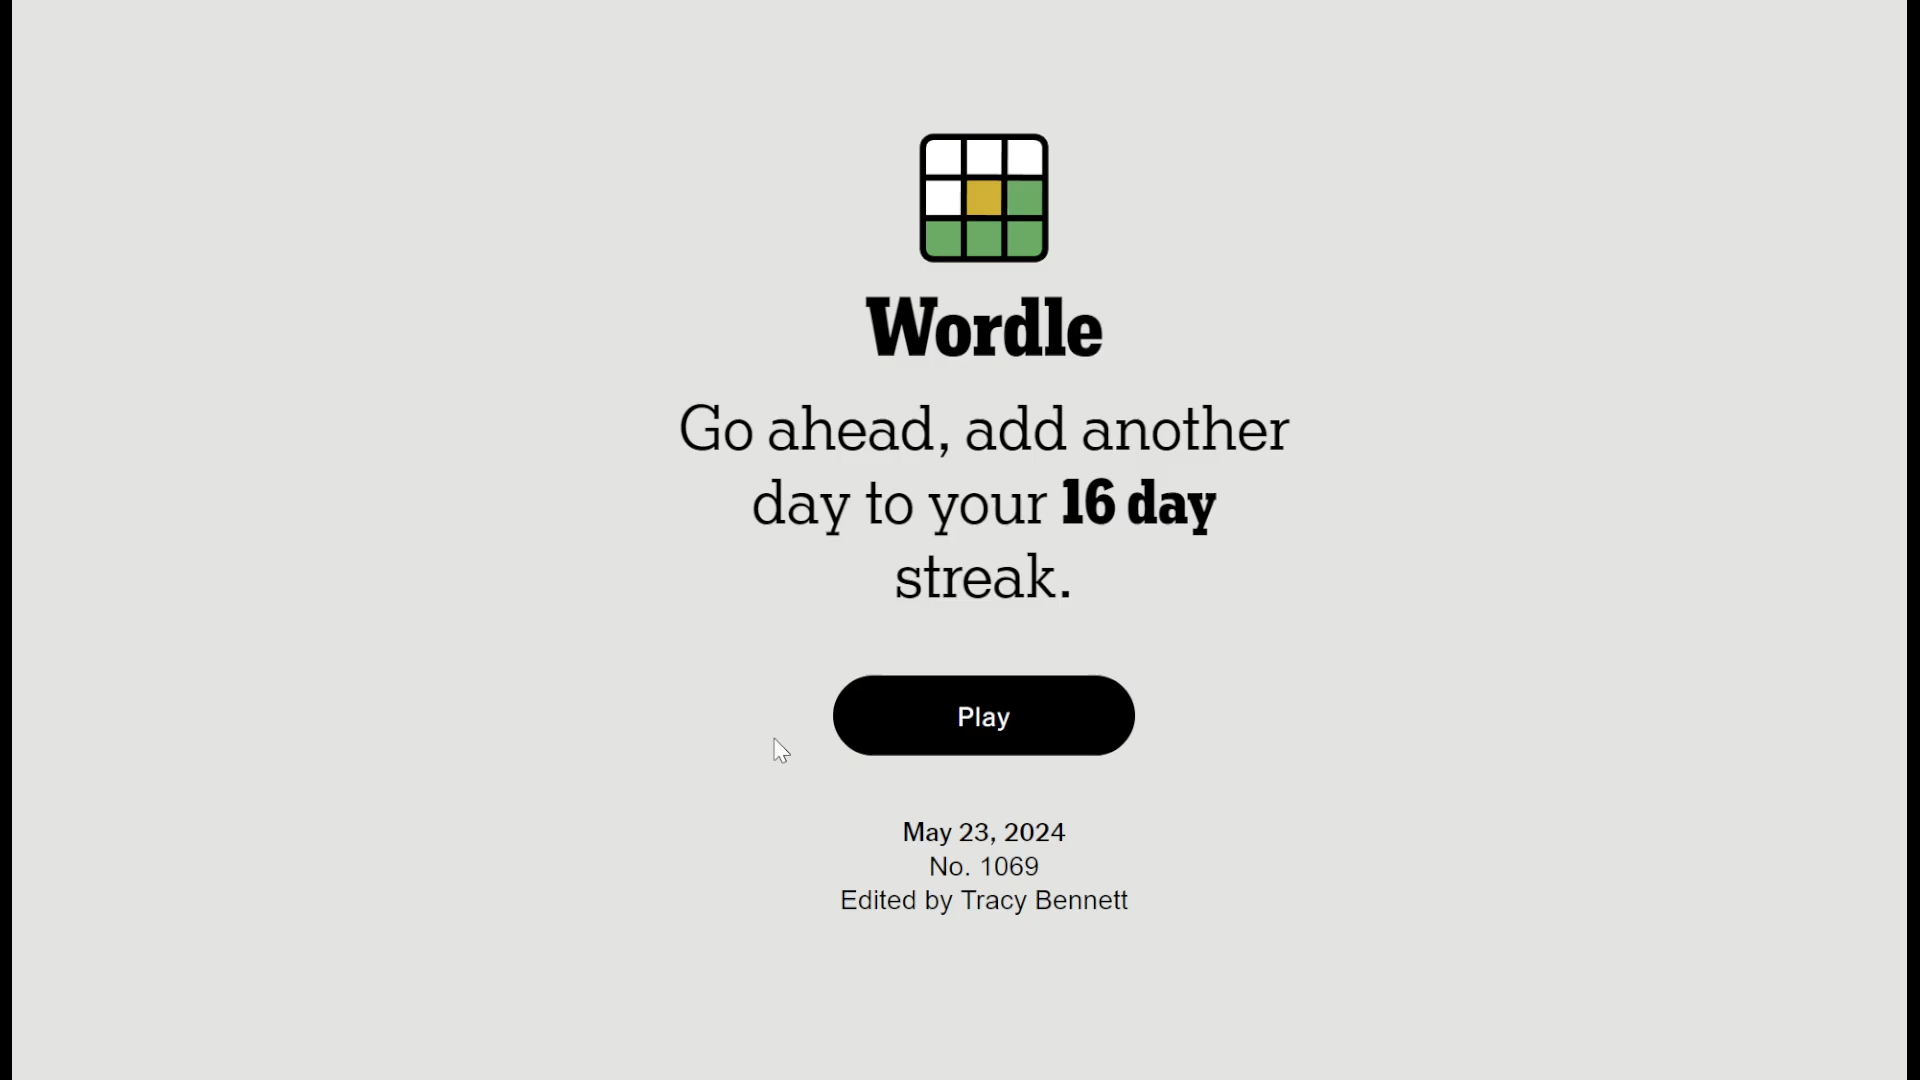 Wordle
Go ahead, add another
day to your 16 day
streak.
Play
May 23, 2024
No. 1069
Edited by Tracy Bennett